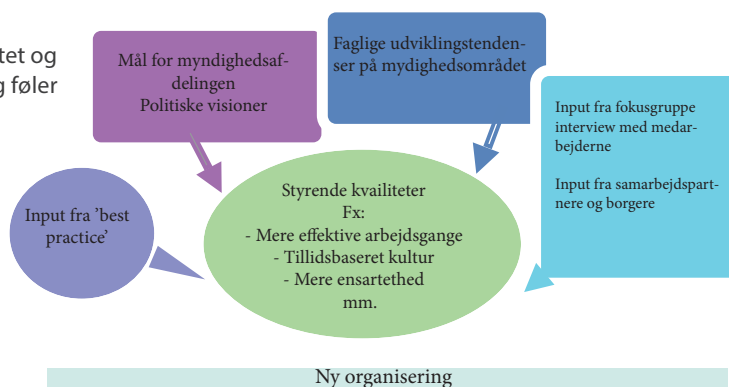 tet og
g føler
Mål for myndighedsaf-
delingen
Politiske visioner
Faglige udviklingstenden-
ser på mydighedsområdet
Input fra fokusgruppe
interview med medar-
bejderne
Input fra samarbejdspart-
nere og borgere
Input fra 'best
practice'
Styrende kvailiteter
Fx:
- Mere effektive arbejdsgange
- Tillidsbaseret kultur
- Mere ensartethed
mm.
Ny organisering